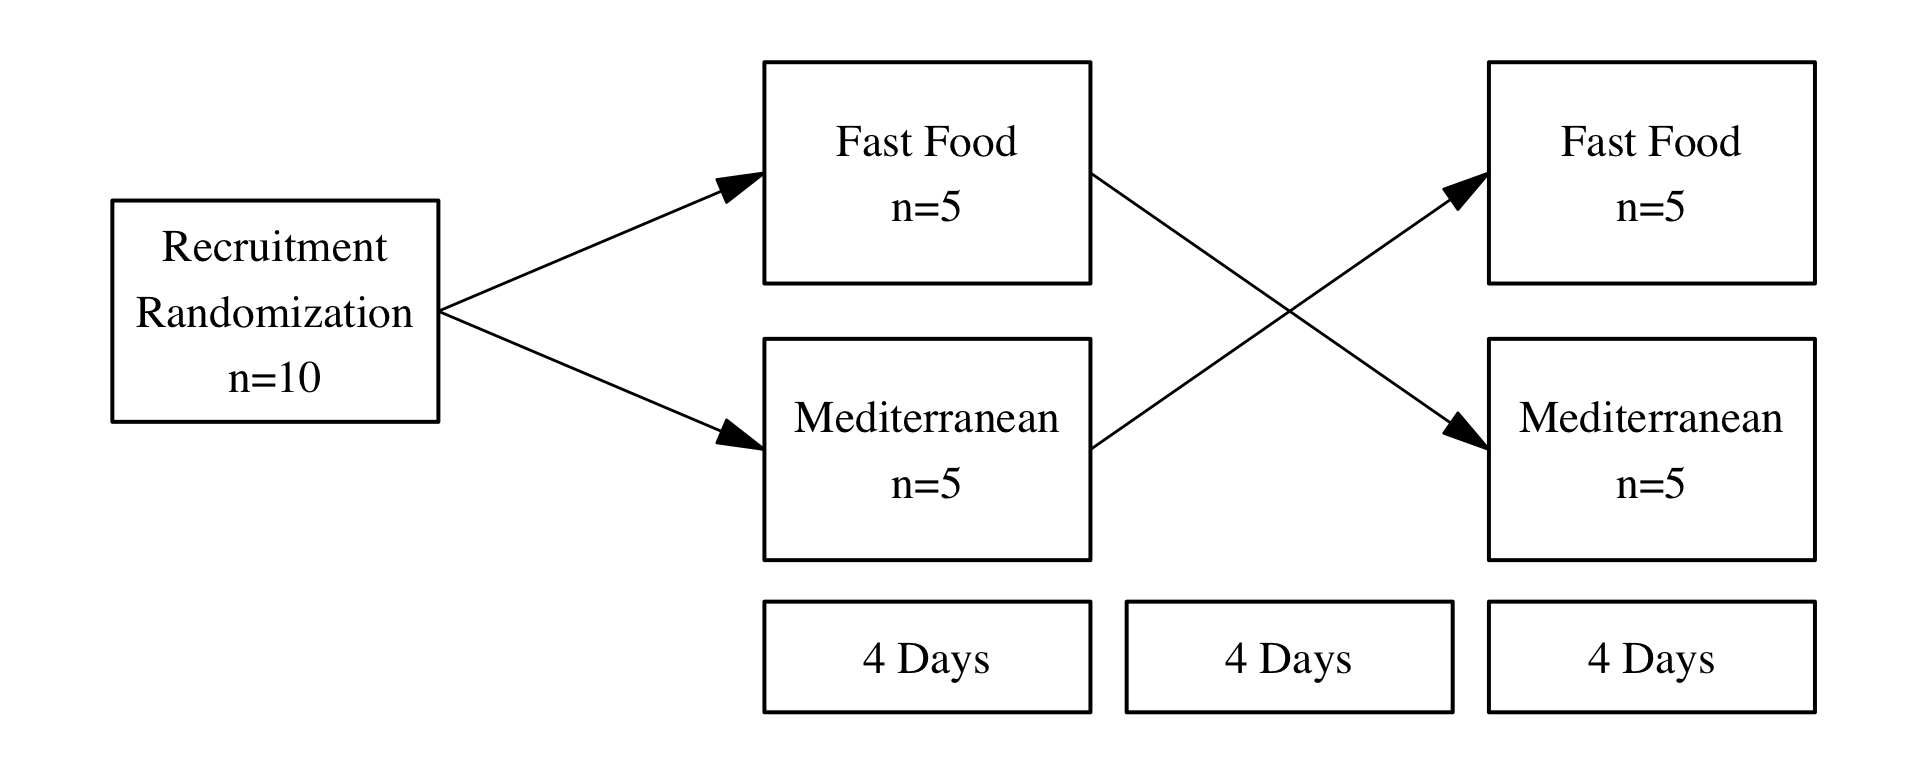 Recruitment
Randomization
n=10
Fast Food
n=5
Mediterranean
n=5
Fast Food
n=5
Mediterranean
n=5
4 Days
4 Days
4 Days